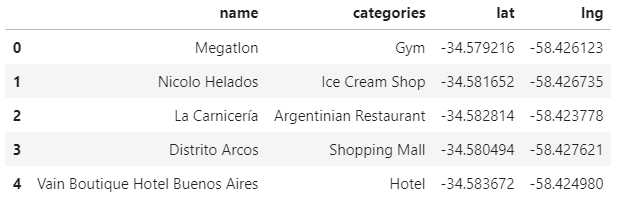 name categories lat lng
0 Megatlon Gym -34.579216 -58.426123
1 Nicolo Helados Ice Cream Shop -34.581652 -58.426735
2 La Carnicería Argentinian Restaurant -34.582814 -58.423778
3 Distrito Arcos Shopping Mall -34.580494 -58.427621
4 Vain Boutique Hotel Buenos Aires Hotel -34.583672 -58.424980